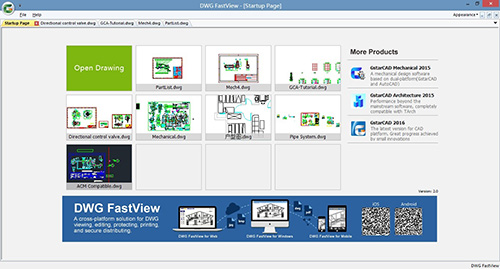 DWG FastView - [Startup Page]
File View Help
Appearance
Startup Page Directional control valve.dwg GCA-Tutorial.dwg Mech4.dwg PartList.dwg
Open Drawing
PartList.dwg
Mech4.dwg
GCA-Tutorial.dwg
Directional control valve.dwg
Mechanical.dwg
Pipe System.dwg
ACM Compatible.dwg
More Products
GstarCAD Mechanical 2015
A mechanical design software
based on dual-platform(GstarCAD
and AutoCAD)
GstarCAD Architecture 2015
Performance beyond the
mainstream software, completely
compatible with TArch
GstarCAD 2016
The latest version for CAD
platform. Great progress achieved
by small innovations
Version: 2.0
DWG FastView
A cross-platform solution for DWG
viewing, editing, protecting, printing,
and secure distributing.
DWG FastView for Web
DWG FastView for Windows
DWG FastView for Mobile
iOS
Android
DWG FastView